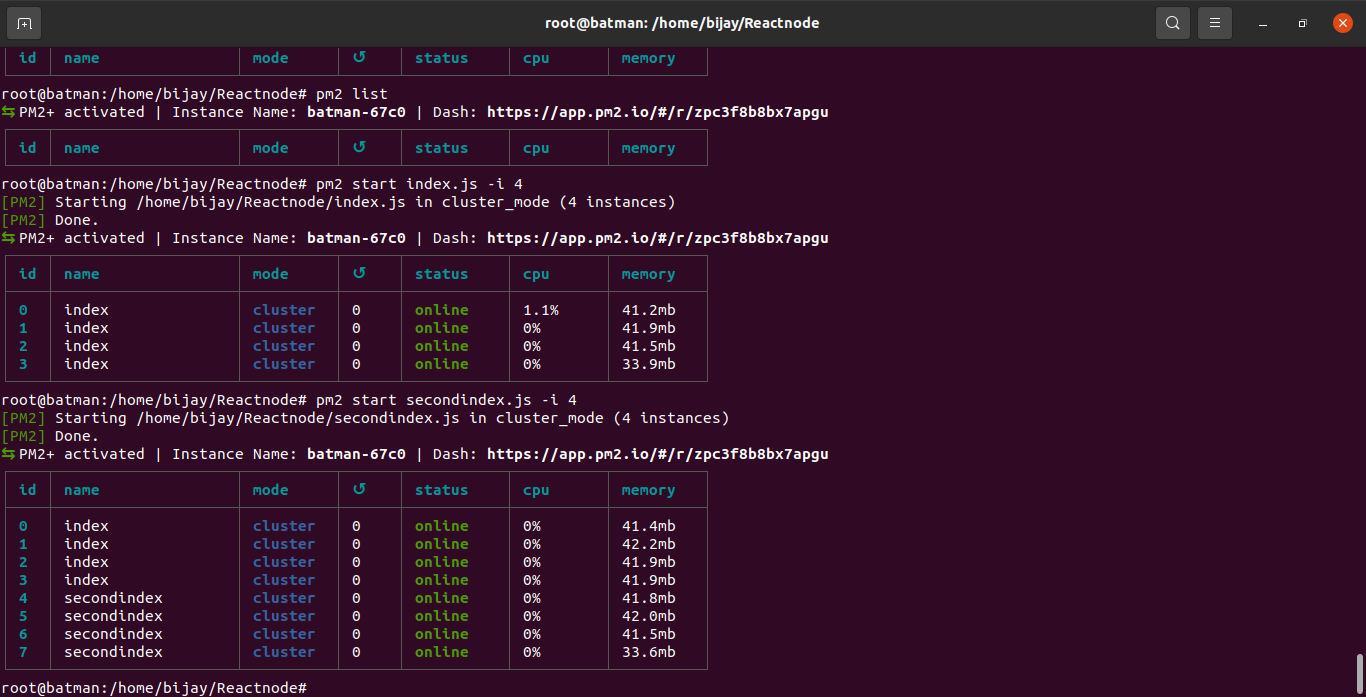 root@batman: /home/bijay/Reactnode
id name mode ↺ status cpu memory
root@batman:/home/bijay/Reactnode# pm2 list
⇆ PM2+ activated | Instance Name: batman-67c0 | Dash: https://app.pm2.io/#/r/zpc3f8b8bx7apgu
id name mode ↺ status cpu memory
root@batman:/home/bijay/Reactnode# pm2 start index.js -i 4
[PM2] Starting /home/bijay/Reactnode/index.js in cluster_mode (4 instances)
[PM2] Done.
⇆ PM2+ activated | Instance Name: batman-67c0 | Dash: https://app.pm2.io/#/r/zpc3f8b8bx7apgu
id name mode ↺ status cpu memory
0 index cluster 0 online 1.1% 41.2mb
1 index cluster 0 online 0% 41.9mb
2 index cluster 0 online 0% 41.5mb
3 index cluster 0 online 0% 33.9mb
root@batman:/home/bijay/Reactnode# pm2 start secondindex.js -i 4
[PM2] Starting /home/bijay/Reactnode/secondindex.js in cluster_mode (4 instances)
[PM2] Done.
⇆ PM2+ activated | Instance Name: batman-67c0 | Dash: https://app.pm2.io/#/r/zpc3f8b8bx7apgu
id name mode ↺ status cpu memory
0 index cluster 0 online 0% 41.4mb
1 index cluster 0 online 0% 42.2mb
2 index cluster 0 online 0% 41.9mb
3 index cluster 0 online 0% 41.9mb
4 secondindex cluster 0 online 0% 41.8mb
5 secondindex cluster 0 online 0% 42.0mb
6 secondindex cluster 0 online 0% 41.5mb
7 secondindex cluster 0 online 0% 33.6mb
root@batman:/home/bijay/Reactnode#